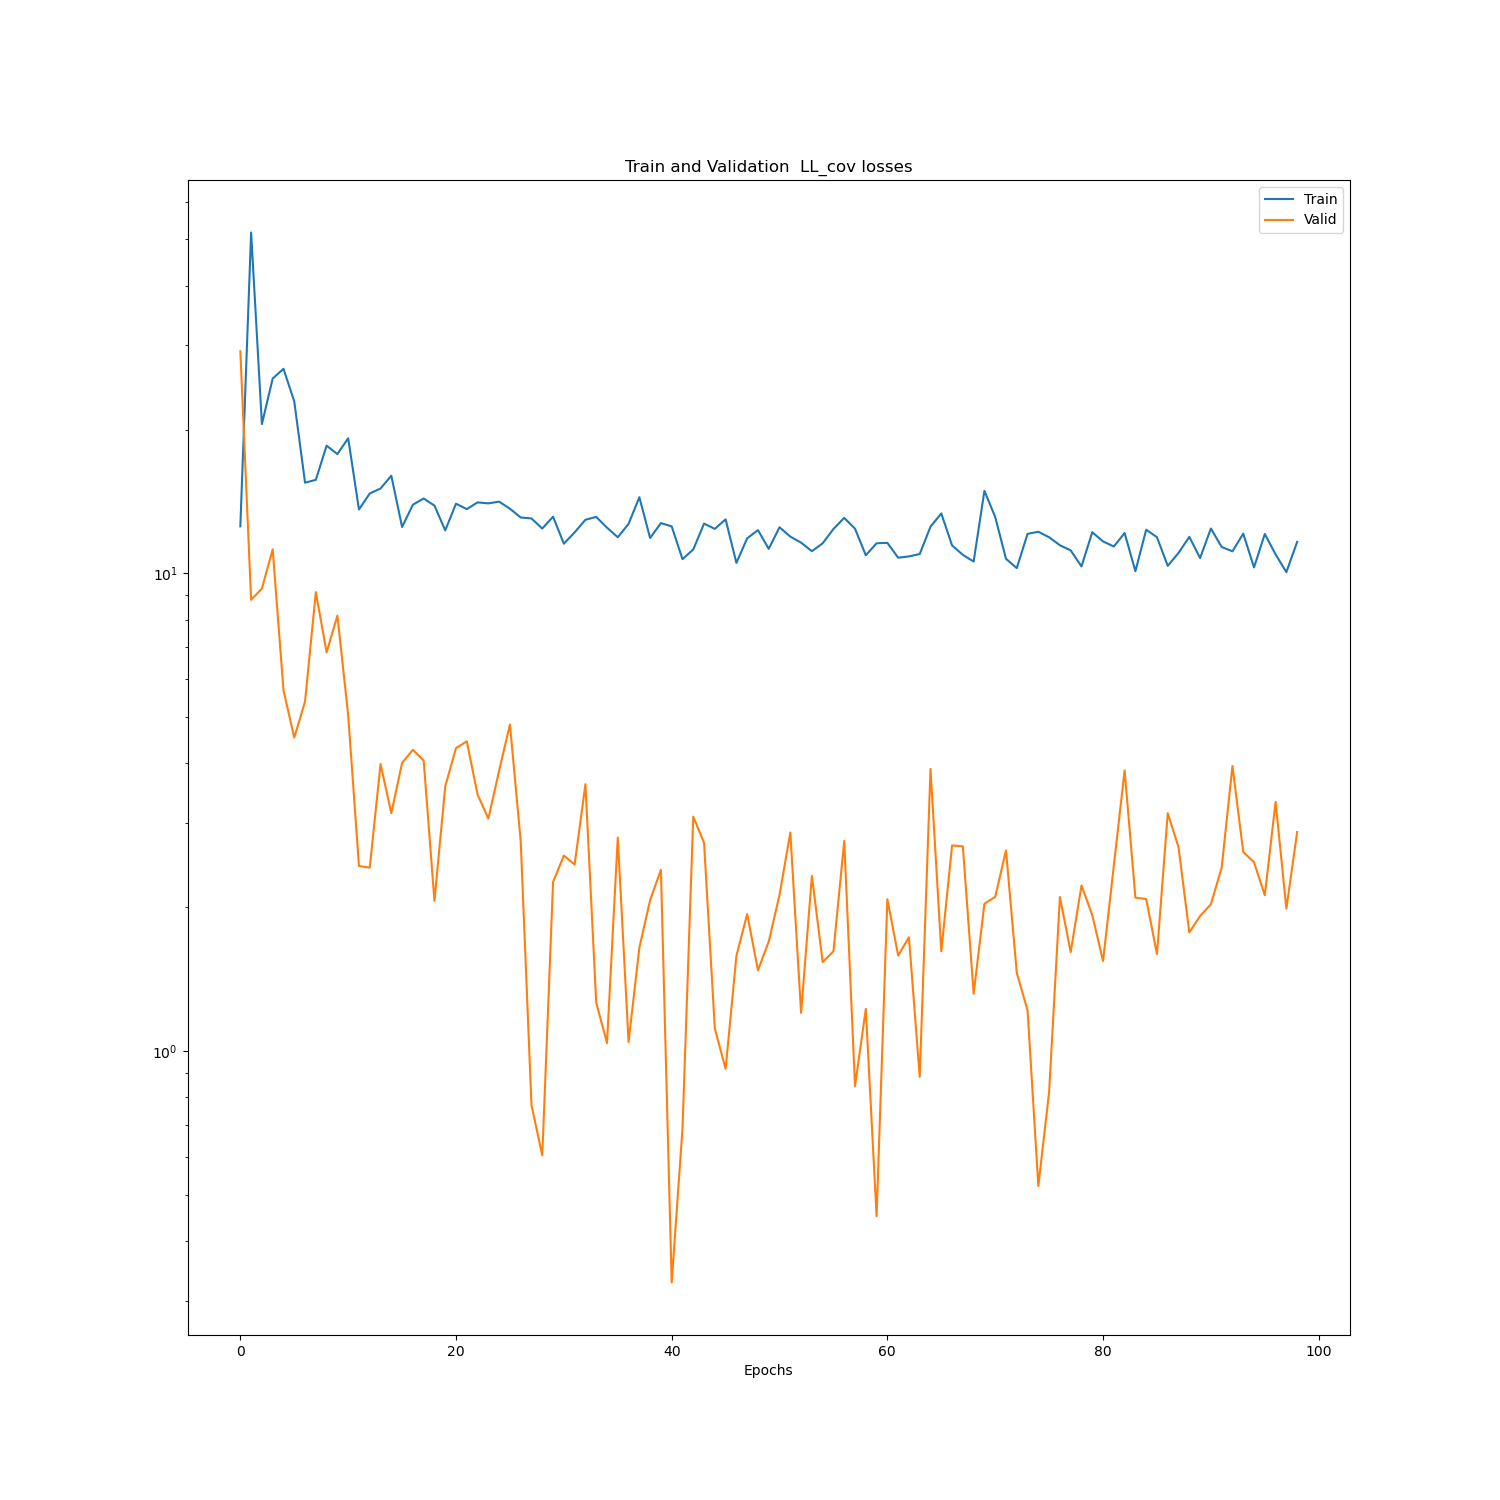 Train and Validation  LL_cov losses
Train
Valid
10¹
10⁰
0 20 40 60 80 100
Epochs